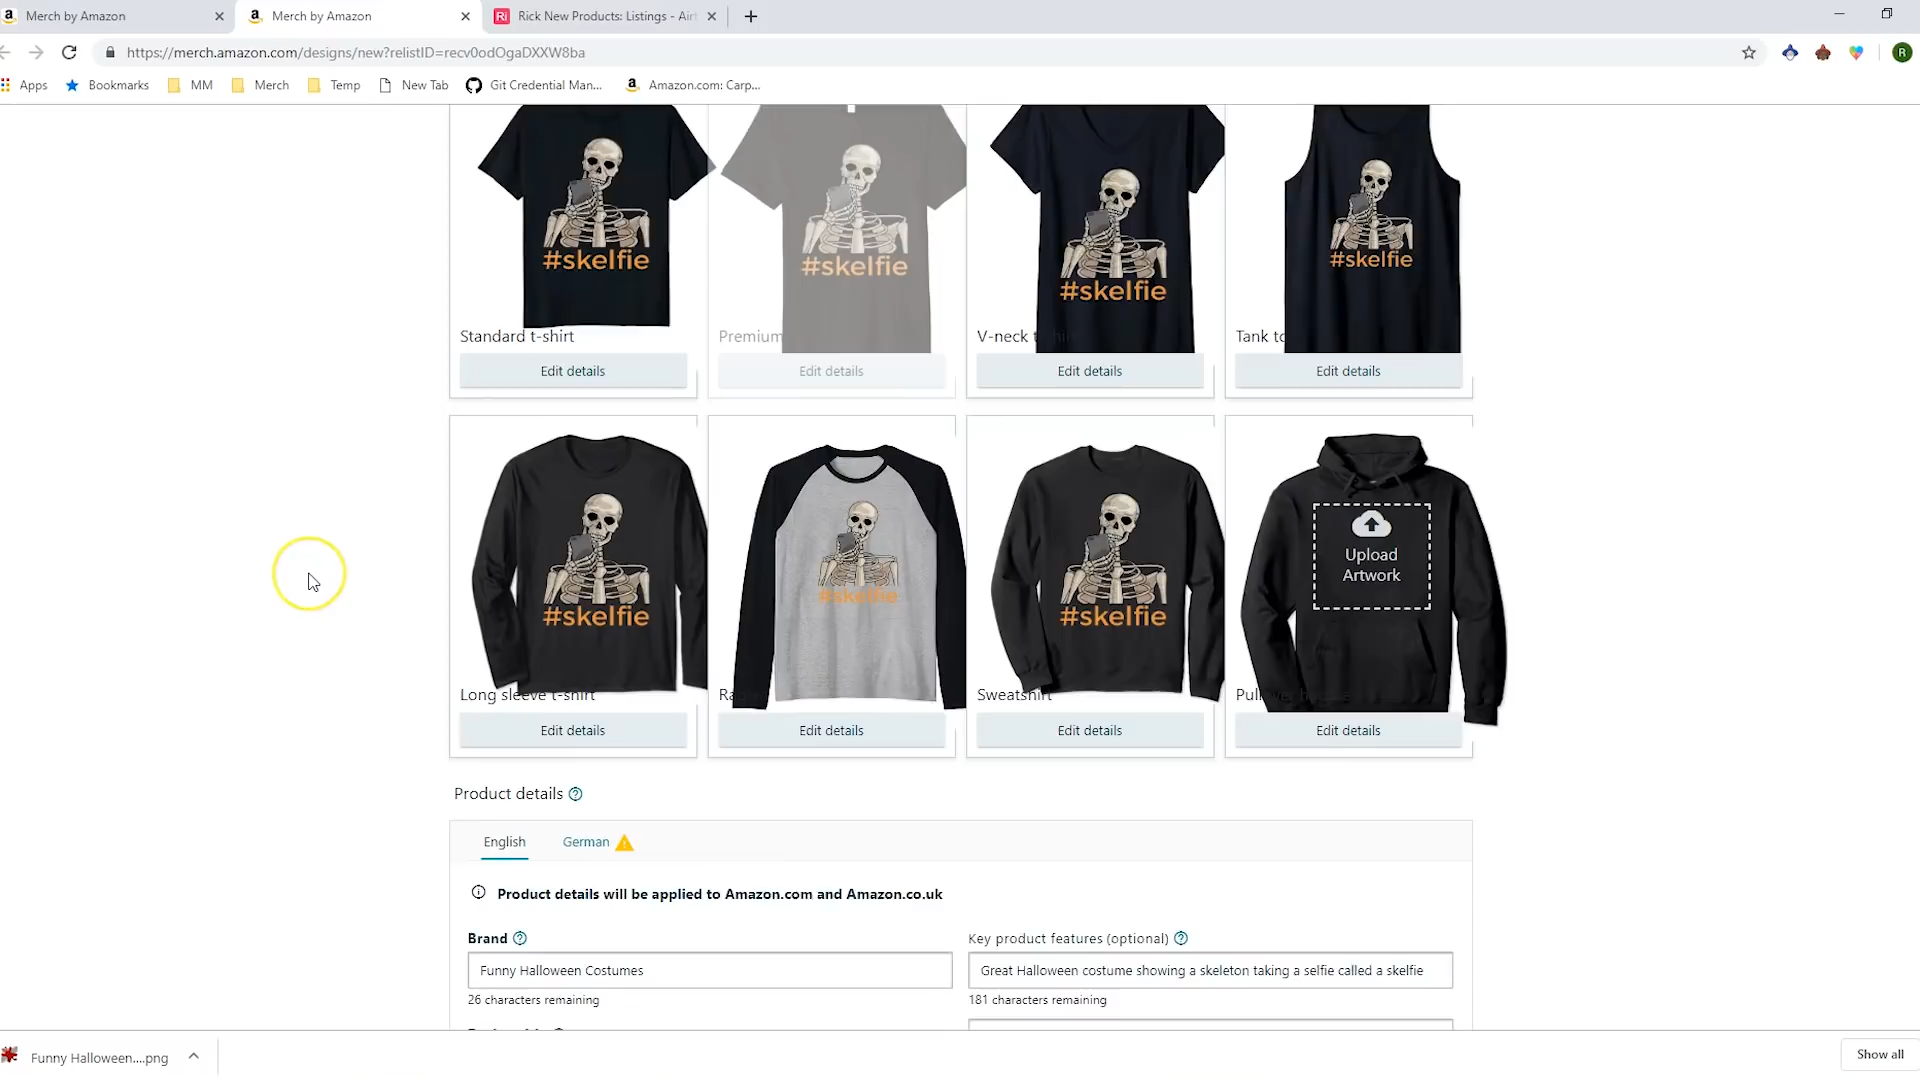 Merch by Amazon
Merch by Amazon
Rick New Products: Listings - Airt
https://merch.amazon.com/designs/new?relistID=recv0odOgaDXXW8ba
R
Apps
Bookmarks
MM
Merch
Temp
New Tab
Git Credential Man...
Amazon.com: Carp...
#skelfie
#skelfie
#skelfie
#skelfie
Standard t-shirt
Premium
V-neck t-shirt
Tank to
Edit details
Edit details
Edit details
Edit details
#skelfie
#skelfie
#skelfie
Upload
Artwork
Long sleeve t-shirt
Sweatshirt
Edit details
Edit details
Edit details
Edit details
Product details
English
German
Product details will be applied to Amazon.com and Amazon.co.uk
Brand
Key product features (optional)
Funny Halloween Costumes
Great Halloween costume showing a skeleton taking a selfie called a skelfie
26 characters remaining
181 characters remaining
Funny Halloween....png
Show all